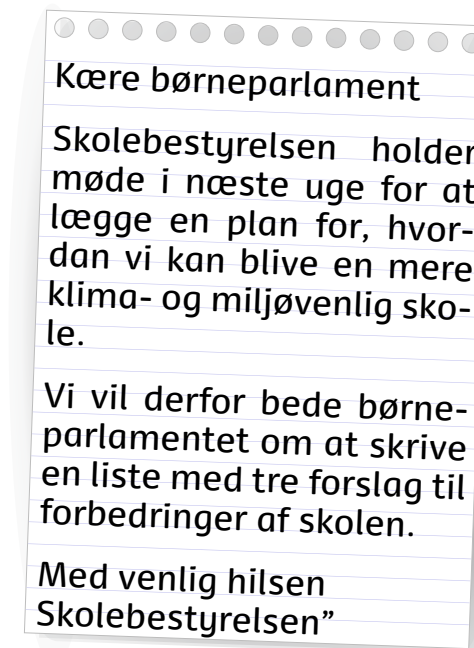 Kære børneparlament
Skolebestyrelsen holder
møde i næste uge for at
lægge en plan for, hvor-
dan vi kan blive en mere
klima- og miljøvenlig sko-
le.
Vi vil derfor bede børne-
parlamentet om at skrive
en liste med tre forslag til
forbedringer af skolen.
Med venlig hilsen
Skolebestyrelsen”